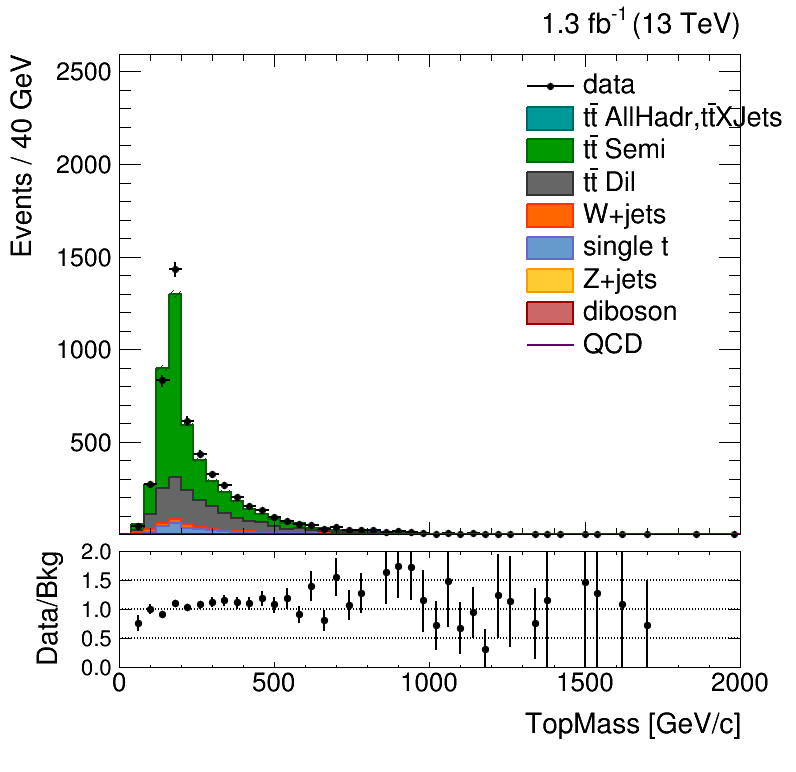 1.3 fb⁻¹ (13 TeV)
Events / 40 GeV
2500
2000
1500
1000
500
data
tt̄ AllHadr,tt̄XJets
tt̄ Semi
tt̄ Dil
W+jets
single t
Z+jets
diboson
QCD
Data/Bkg
2.0
1.5
1.0
0.5
0.0
0 500 1000 1500 2000
TopMass [GeV/c]